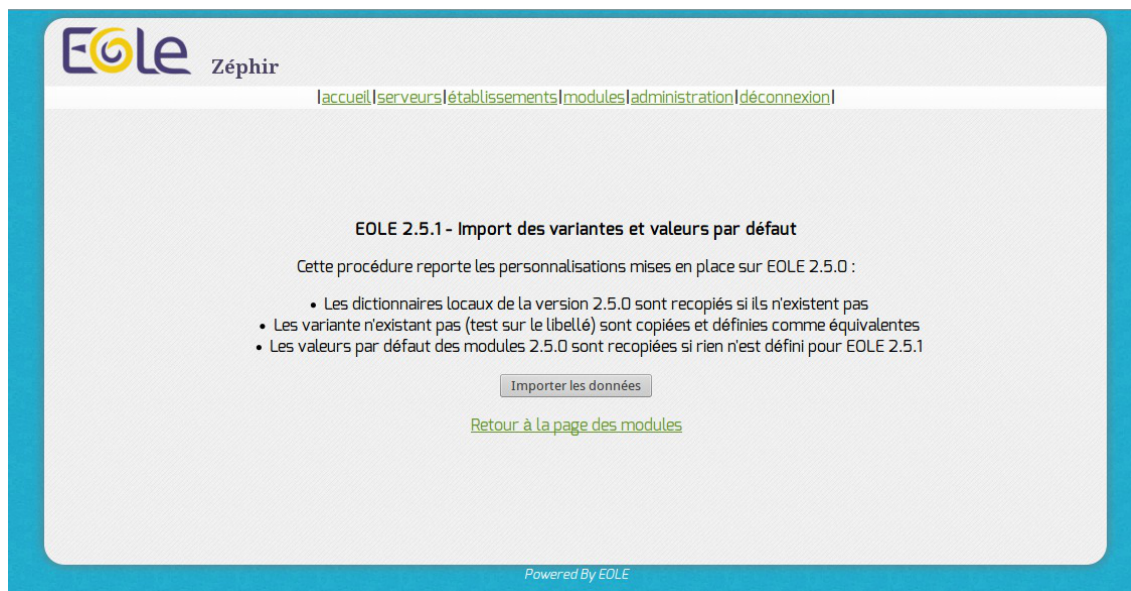 EOLE Zéphir
|accueil|serveurs|établissements|modules|administration|déconnexion|
EOLE 2.5.1 - Import des variantes et valeurs par défaut
Cette procédure reporte les personnalisations mises en place sur EOLE 2.5.0 :
• Les dictionnaires locaux de la version 2.5.0 sont recopiés si ils n'existent pas
• Les variante n'existant pas (test sur le libellé) sont copiées et définies comme équivalentes
• Les valeurs par défaut des modules 2.5.0 sont recopiées si rien n'est défini pour EOLE 2.5.1
Importer les données
Retour à la page des modules
Powered By EOLE